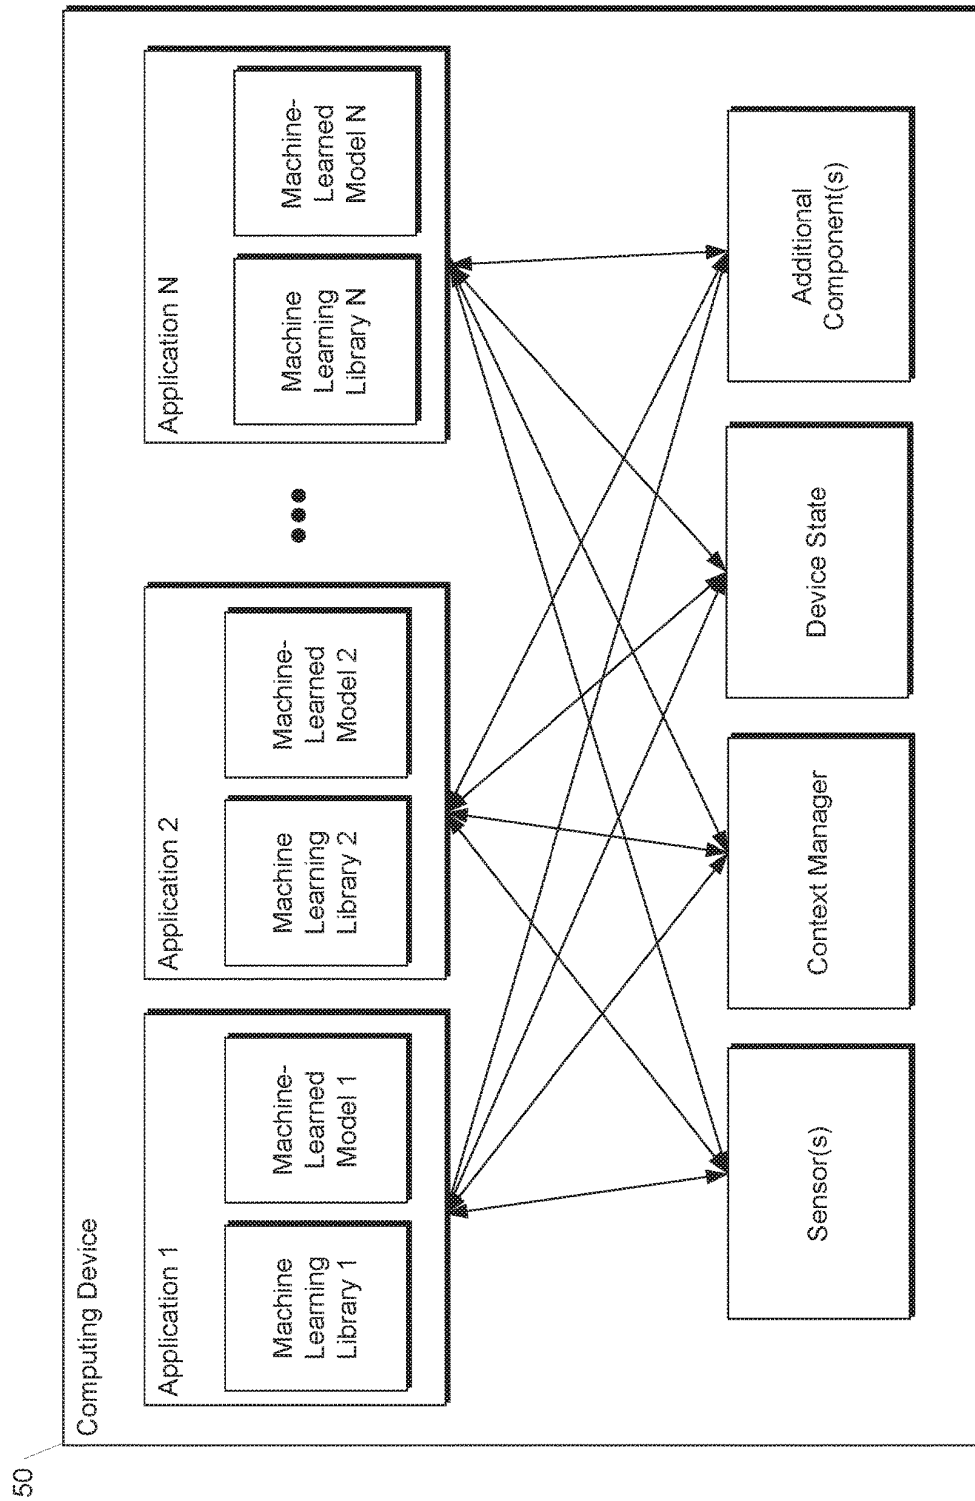 50
Computing Device
Application 1
Machine
Learning
Library 1
Machine-
Learned
Model 1
Application 2
Machine
Learning
Library 2
Machine-
Learned
Model 2
Application N
Machine
Learning
Library N
Machine-
Learned
Model N
Sensor(s)
Context Manager
Device State
Additional
Component(s)